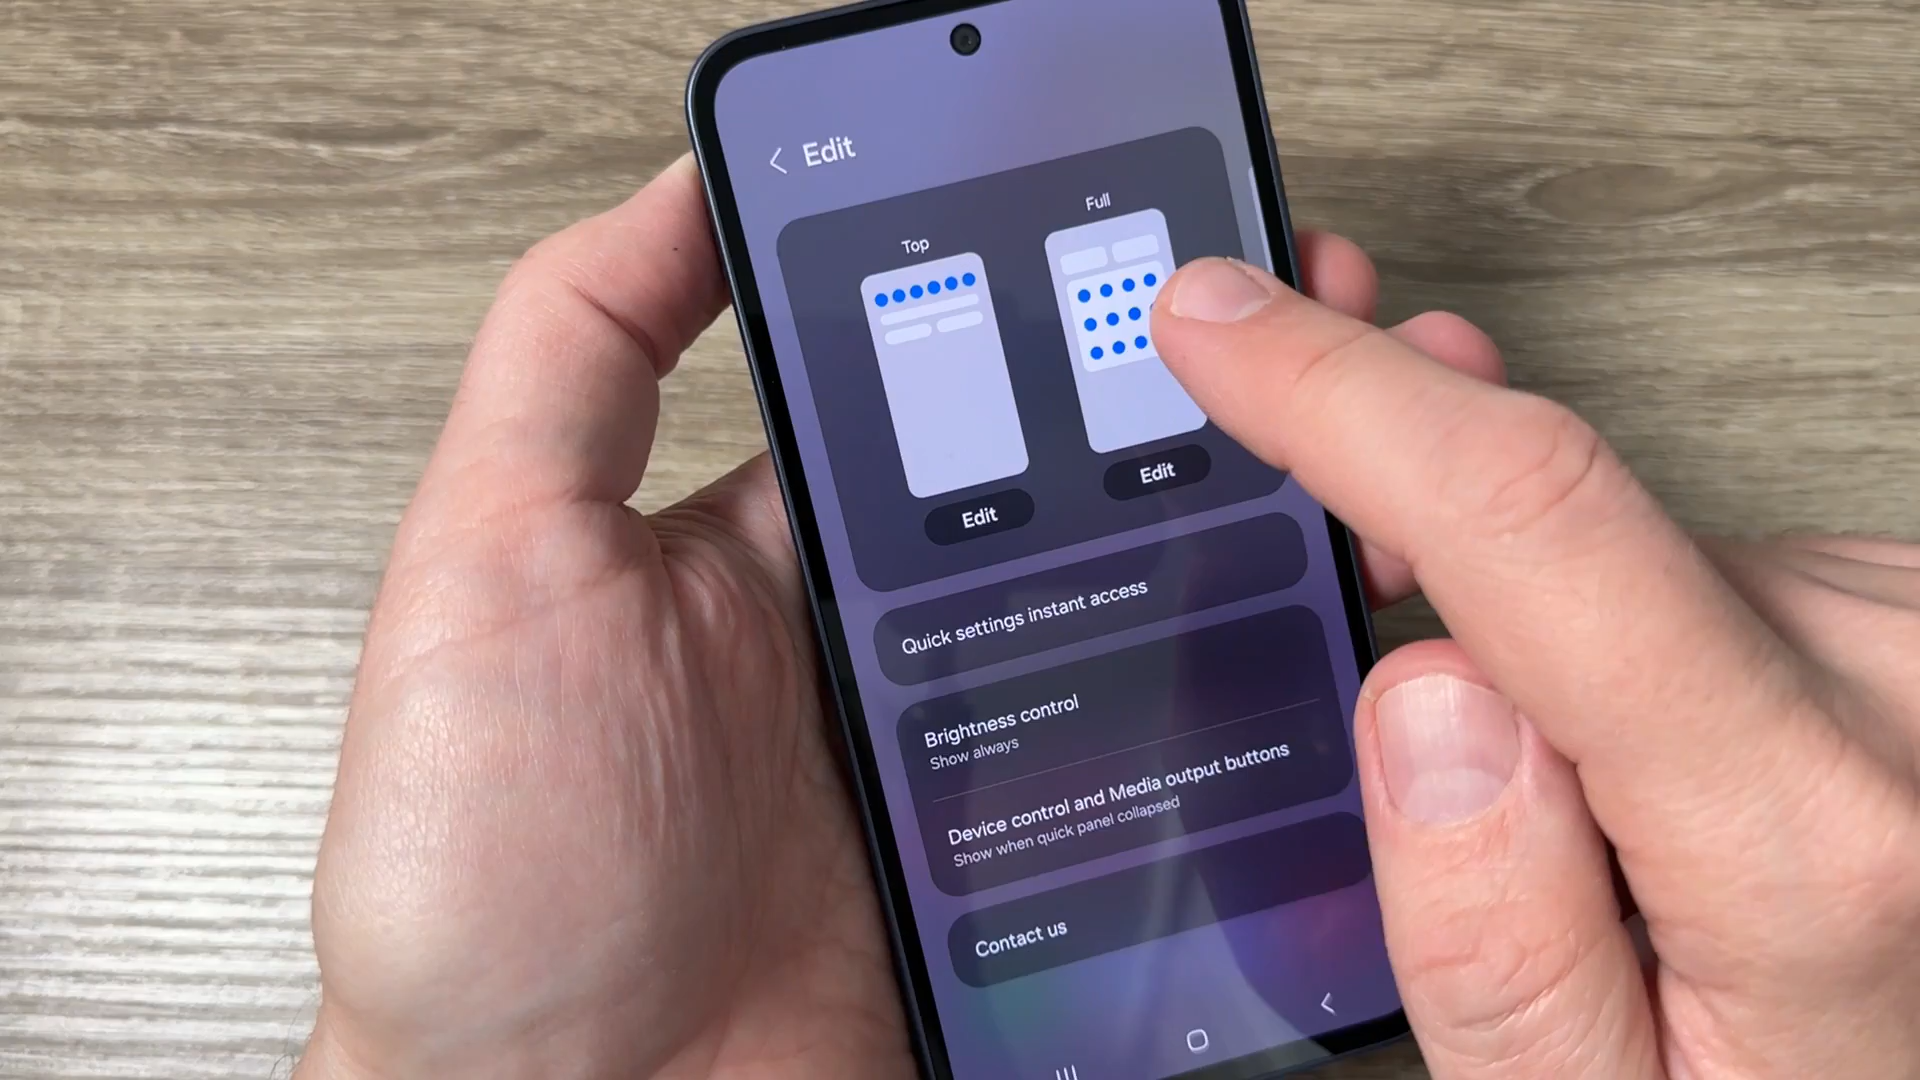 Edit
Top
Full
Edit
Edit
Quick settings instant access
Brightness control
Show always
Device control and Media output buttons
Show when quick panel collapsed
Contact us